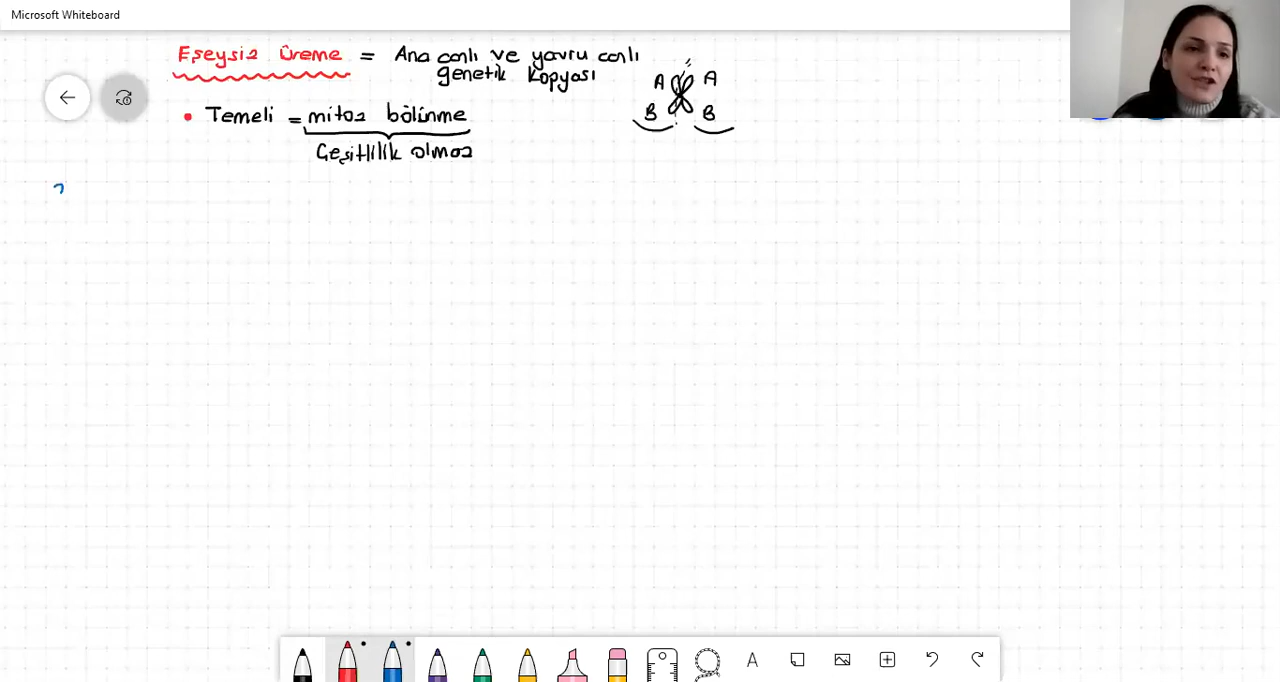 Microsoft Whiteboard
Eşeysiz Üreme = Ana canlı ve yavru canlı
genetik kopyası
A A
B B
• Temeli = mitoz bölünme
Çeşitlilik olmaz
A